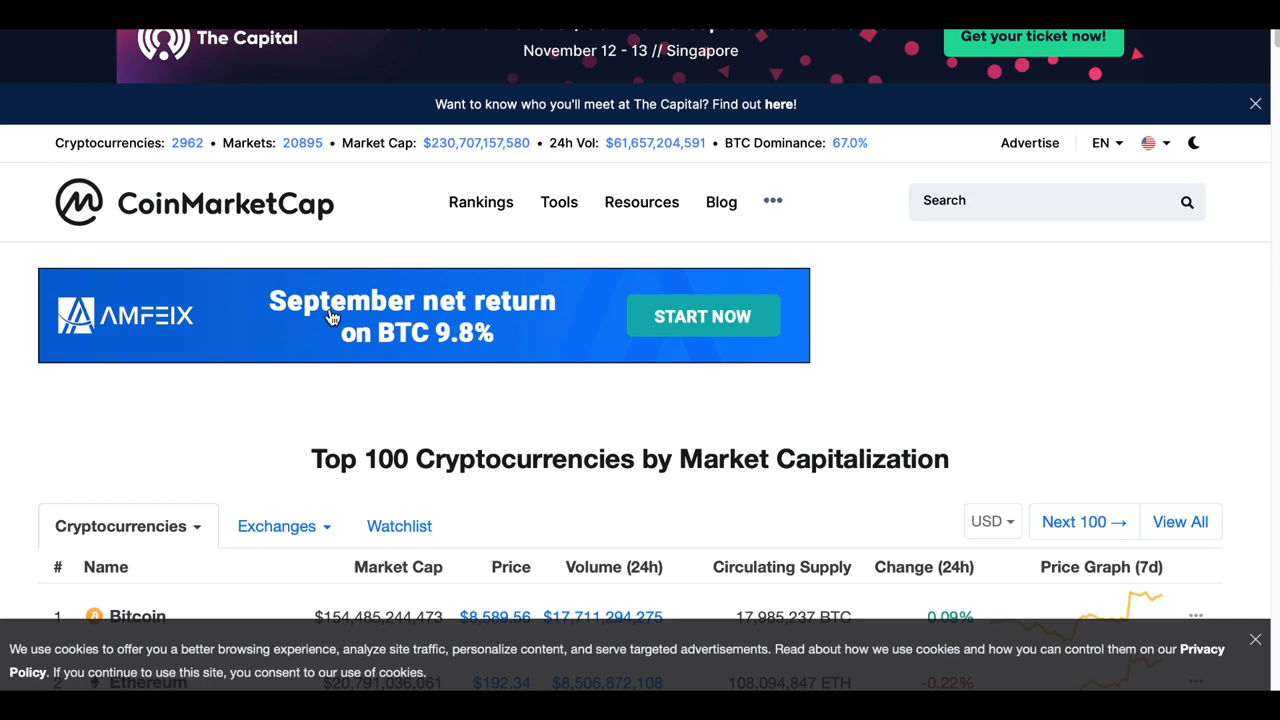 The Capital
November 12 - 13 // Singapore
Get your ticket now!
Want to know who you'll meet at The Capital? Find out here!
Cryptocurrencies: 2962 • Markets: 20895 • Market Cap: $230,707,157,580 • 24h Vol: $61,657,204,591 • BTC Dominance: 67.0%
Advertise EN
CoinMarketCap
Rankings Tools Resources Blog •••
Search
AMFEIX
September net return
on BTC 9.8%
START NOW
Top 100 Cryptocurrencies by Market Capitalization
Cryptocurrencies Exchanges Watchlist USD Next 100 → View All
# Name Market Cap Price Volume (24h) Circulating Supply Change (24h) Price Graph (7d)
1 Bitcoin $154,485,244,473 $8,589.56 $17,711,294,275 17,985,237 BTC 0.09%
We use cookies to offer you a better browsing experience, analyze site traffic, personalize content, and serve targeted advertisements. Read about how we use cookies and how you can control them on our Privacy
Policy. If you continue to use this site, you consent to our use of cookies.
2 Ethereum $20,791,036,061 $192.34 $8,506,872,108 108,094,847 ETH -0.22%